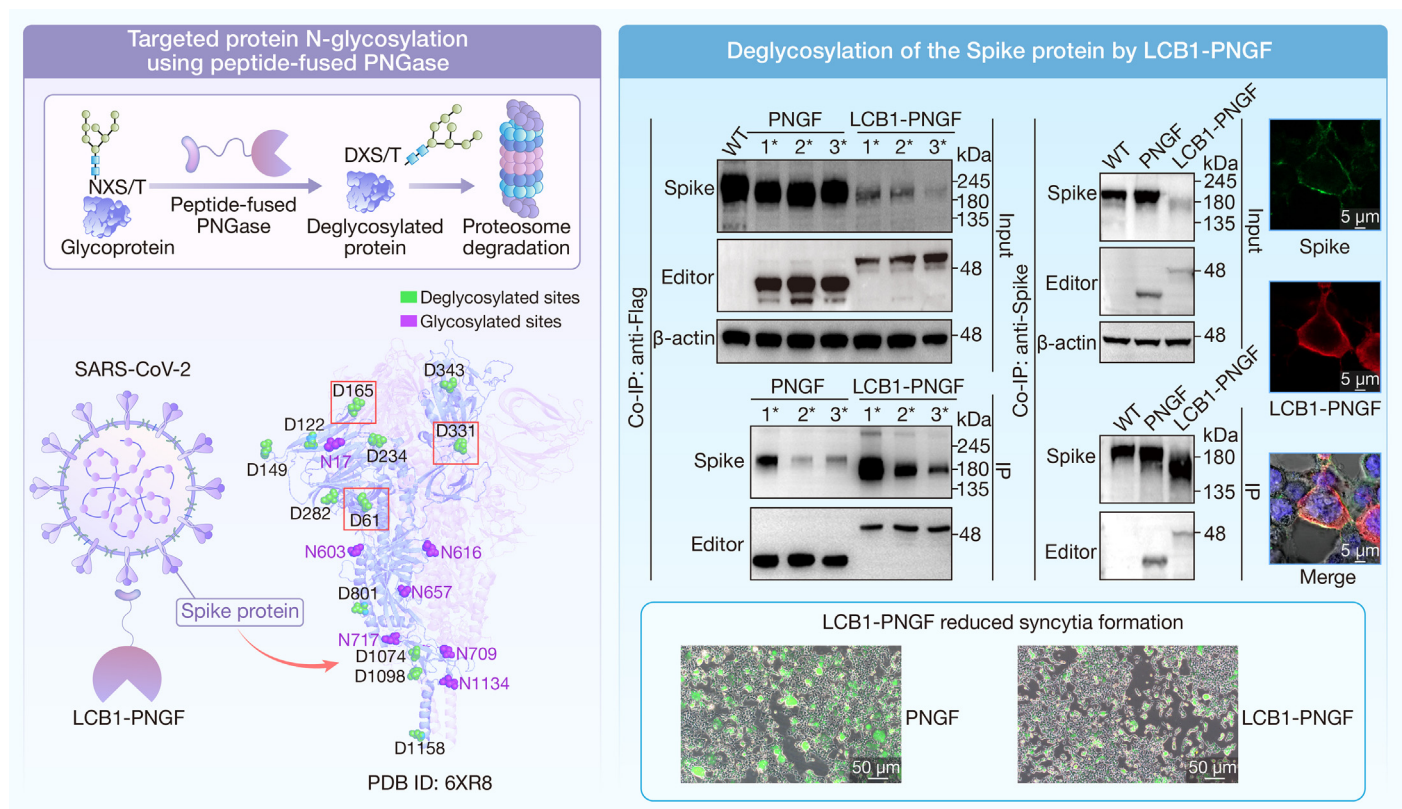 Targeted protein N-glycosylation
using peptide-fused PNGase
NXS/T
Glycoprotein
Peptide-fused
PNGase
DXS/T
Deglycosylated
protein
Proteosome
degradation
Deglycosylated sites
Glycosylated sites
SARS-CoV-2
Spike protein
LCB1-PNGF
D343
D165
D122
N17
D234
D331
D149
D282
D61
N603
N616
N657
D801
N717
D1074
N709
D1098
N1134
D1158
PDB ID: 6XR8
Deglycosylation of the Spike protein by LCB1-PNGF
Co-IP: anti-Flag
WT
PNGF
LCB1-PNGF
1* 2* 3* 1* 2* 3*
kDa
Spike
245
180
135
Editor
48
β-actin
48
Input
PNGF
LCB1-PNGF
1* 2* 3* 1* 2* 3*
kDa
Spike
245
180
135
Editor
48
IP
Co-IP: anti-Spike
WT
PNGF
LCB1-PNGF
kDa
Spike
245
180
135
Editor
48
β-actin
48
Input
WT
PNGF
LCB1-PNGF
kDa
Spike
180
135
Editor
48
IP
5 μm
Spike
5 μm
LCB1-PNGF
5 μm
Merge
LCB1-PNGF reduced syncytia formation
50 μm
PNGF
50 μm
LCB1-PNGF